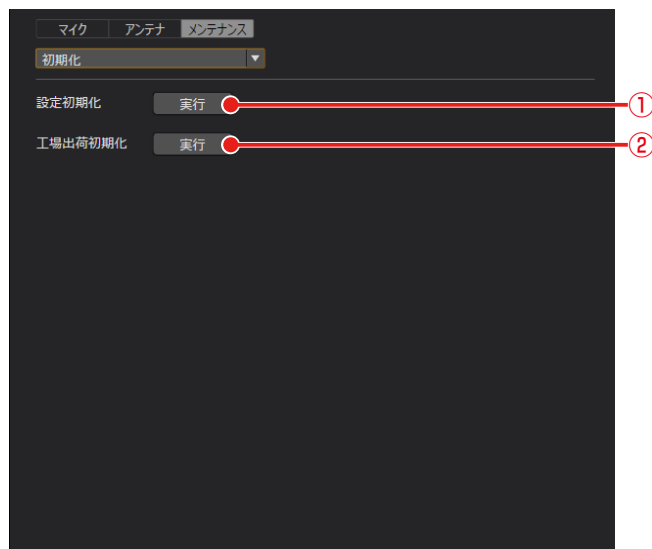 マイク アンテナ メンテナンス
初期化
設定初期化 実行 ①
工場出荷初期化 実行 ②